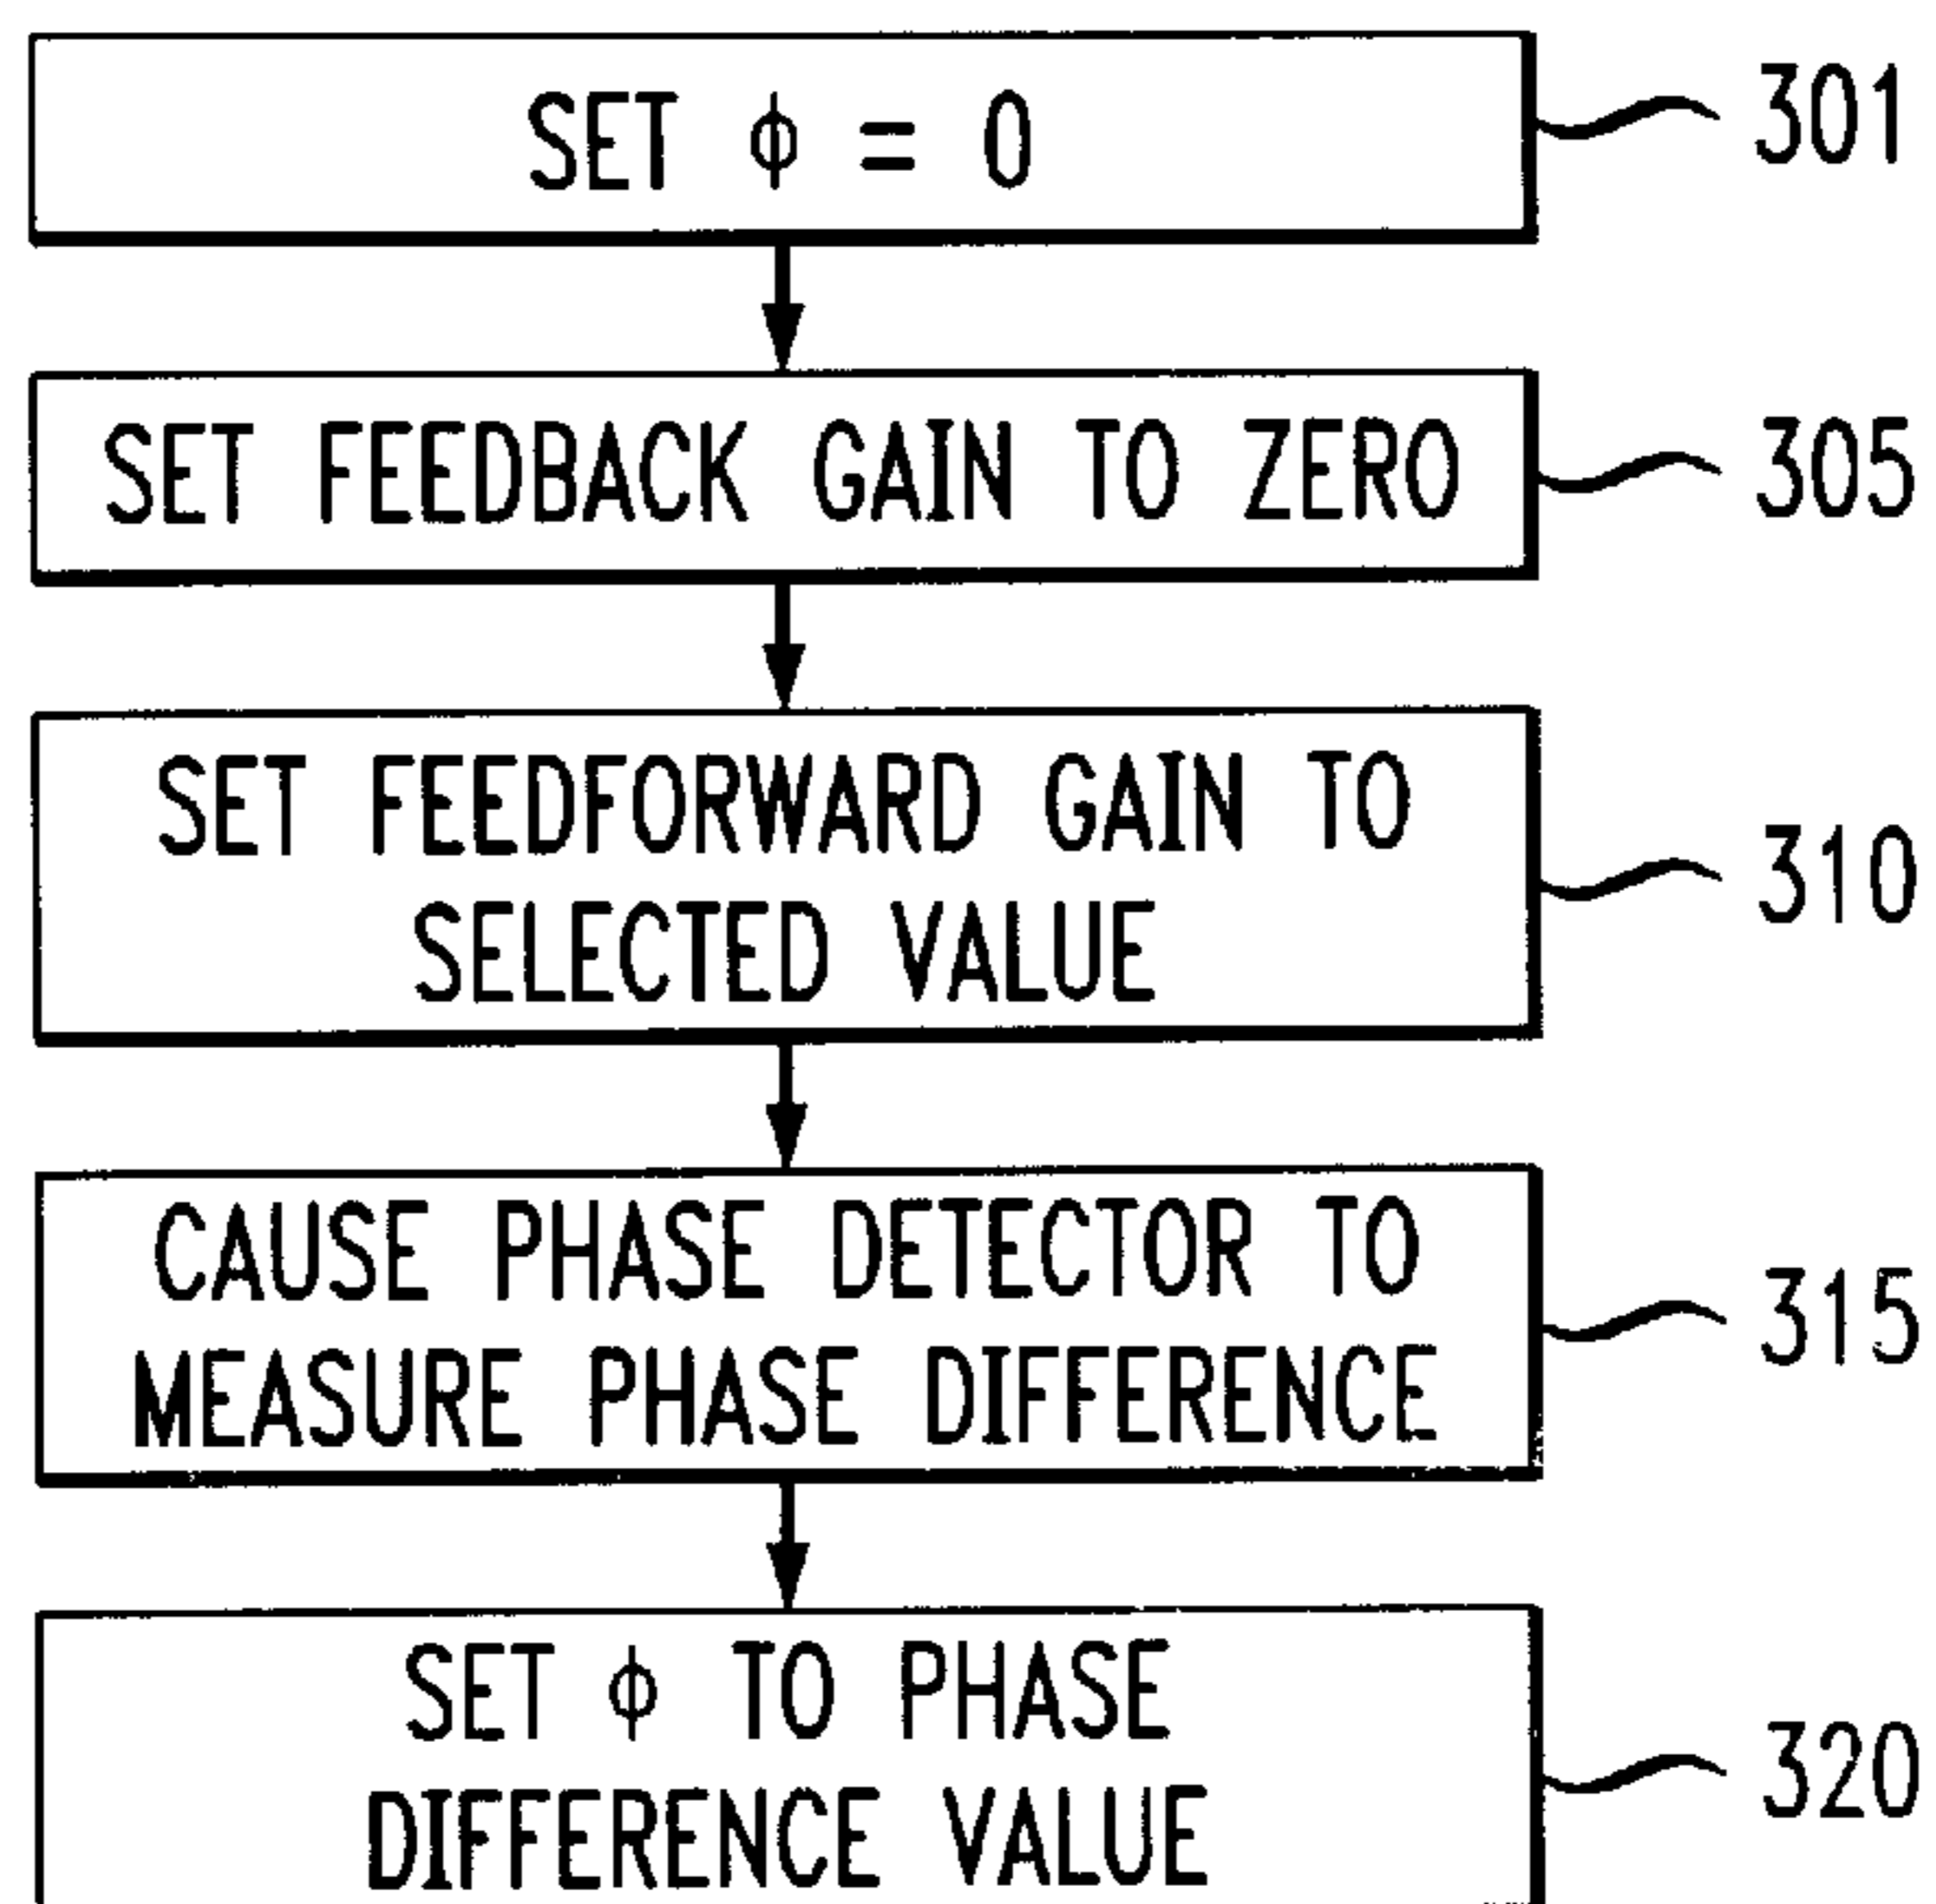 SET ϕ = 0
301
SET FEEDBACK GAIN TO ZERO
305
SET FEEDFORWARD GAIN TO
SELECTED VALUE
310
CAUSE PHASE DETECTOR TO
MEASURE PHASE DIFFERENCE
315
SET ϕ TO PHASE
DIFFERENCE VALUE
320